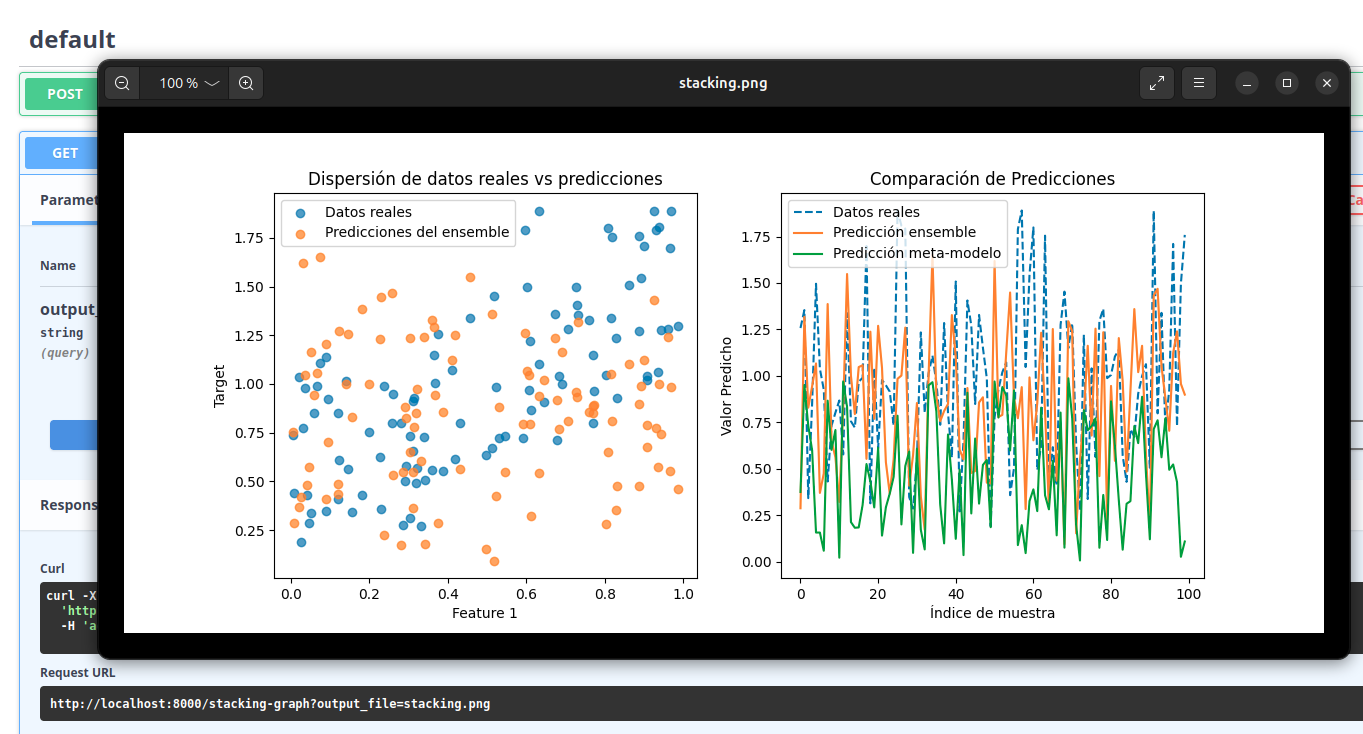 default
POST
100 %
stacking.png
GET
Dispersión de datos reales vs predicciones
Datos reales
Predicciones del ensemble
1.75
1.50
1.25
1.00
0.75
0.50
0.25
Target
0.0
0.2
0.4
0.6
0.8
1.0
Feature 1
Comparación de Predicciones
Datos reales
Predicción ensemble
Predicción meta-modelo
1.75
1.50
1.25
1.00
0.75
0.50
0.25
0.00
Valor Predicho
0
20
40
60
80
100
Índice de muestra
Paramet
Ca
Name
output_
string
(query)
Respons
Curl
curl -X
'http
-H 'a
Request URL
http://localhost:8000/stacking-graph?output_file=stacking.png